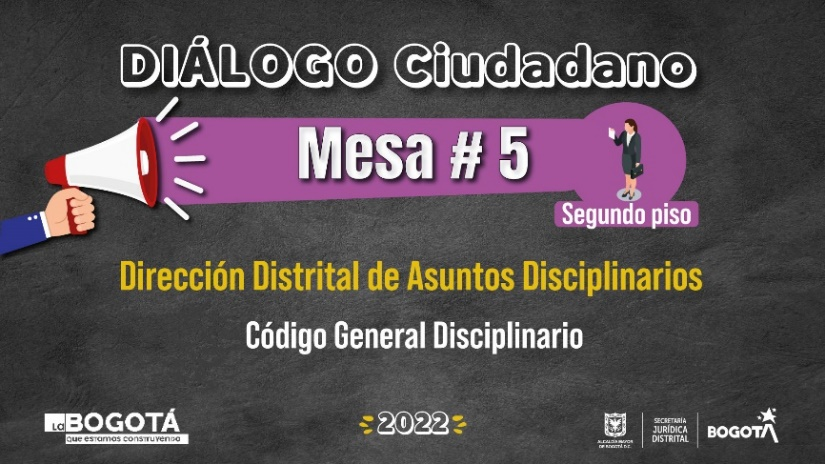 DIÁLOGO Ciudadano
Mesa # 5
Segundo piso
Dirección Distrital de Asuntos Disciplinarios
Código General Disciplinario
La BOGOTÁ
que estamos construyendo
2022
ALCALDÍA MAYOR
DE BOGOTÁ D.C.
SECRETARÍA
JURÍDICA
DISTRITAL
BOGOTÁ